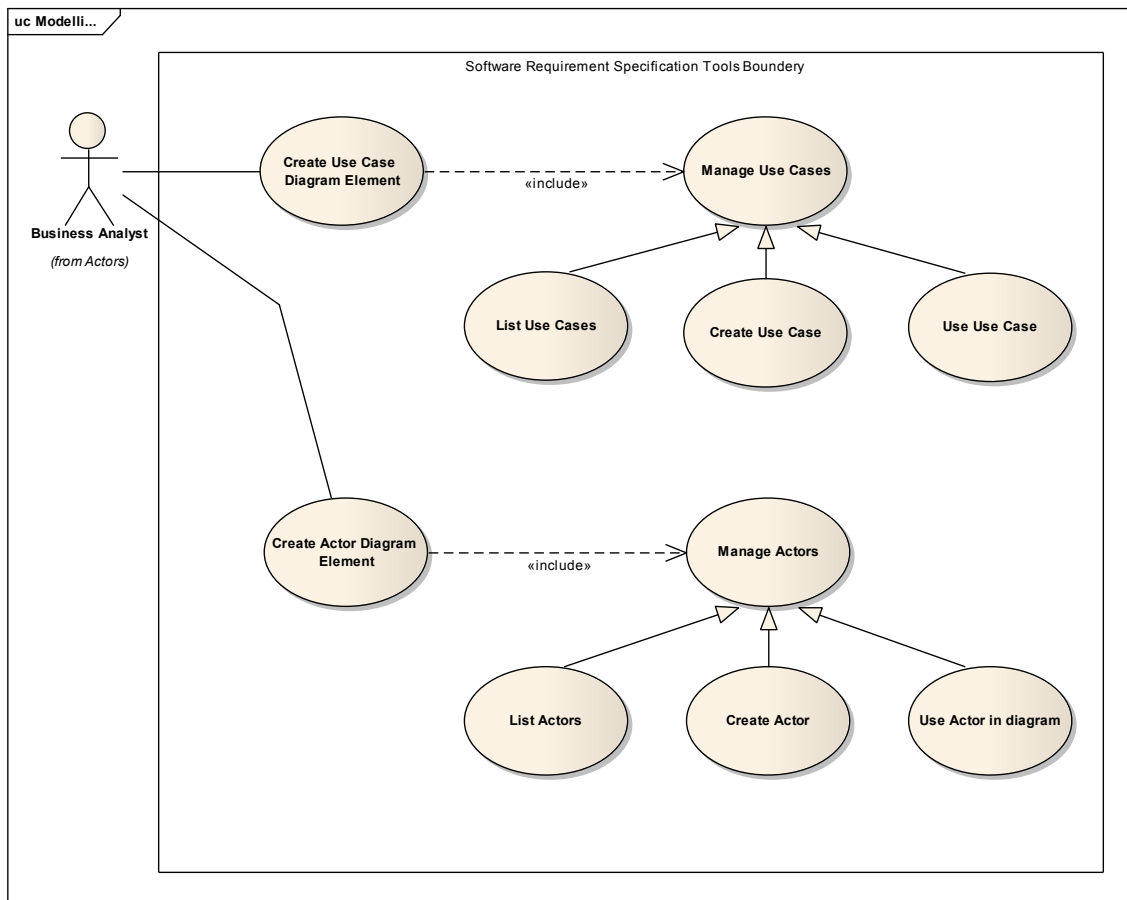 uc Modelli...
Software Requirement Specification Tools Boundery
Business Analyst
(from Actors)
Create Use Case
Diagram Element
«include»
Manage Use Cases
List Use Cases
Create Use Case
Use Use Case
Create Actor Diagram
Element
«include»
Manage Actors
List Actors
Create Actor
Use Actor in diagram